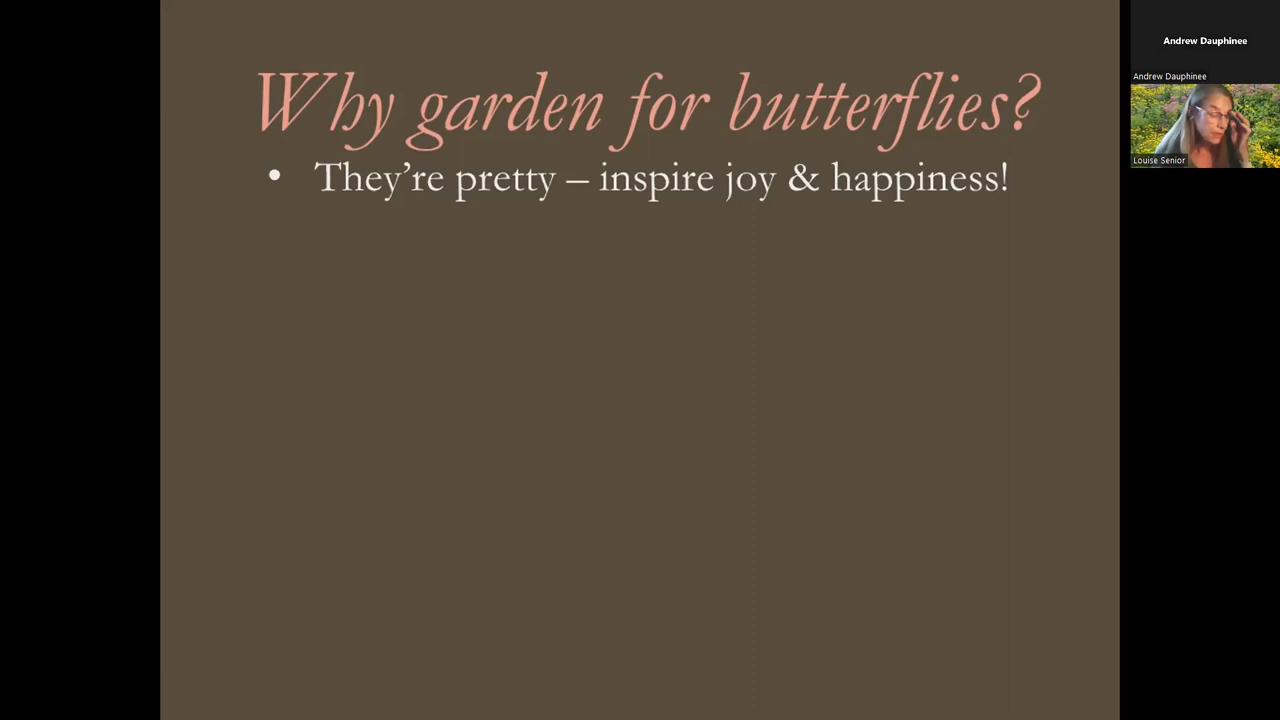 Why garden for butterflies?
• They’re pretty – inspire joy & happiness!
Andrew Dauphinee
Andrew Dauphinee
Louise Senior